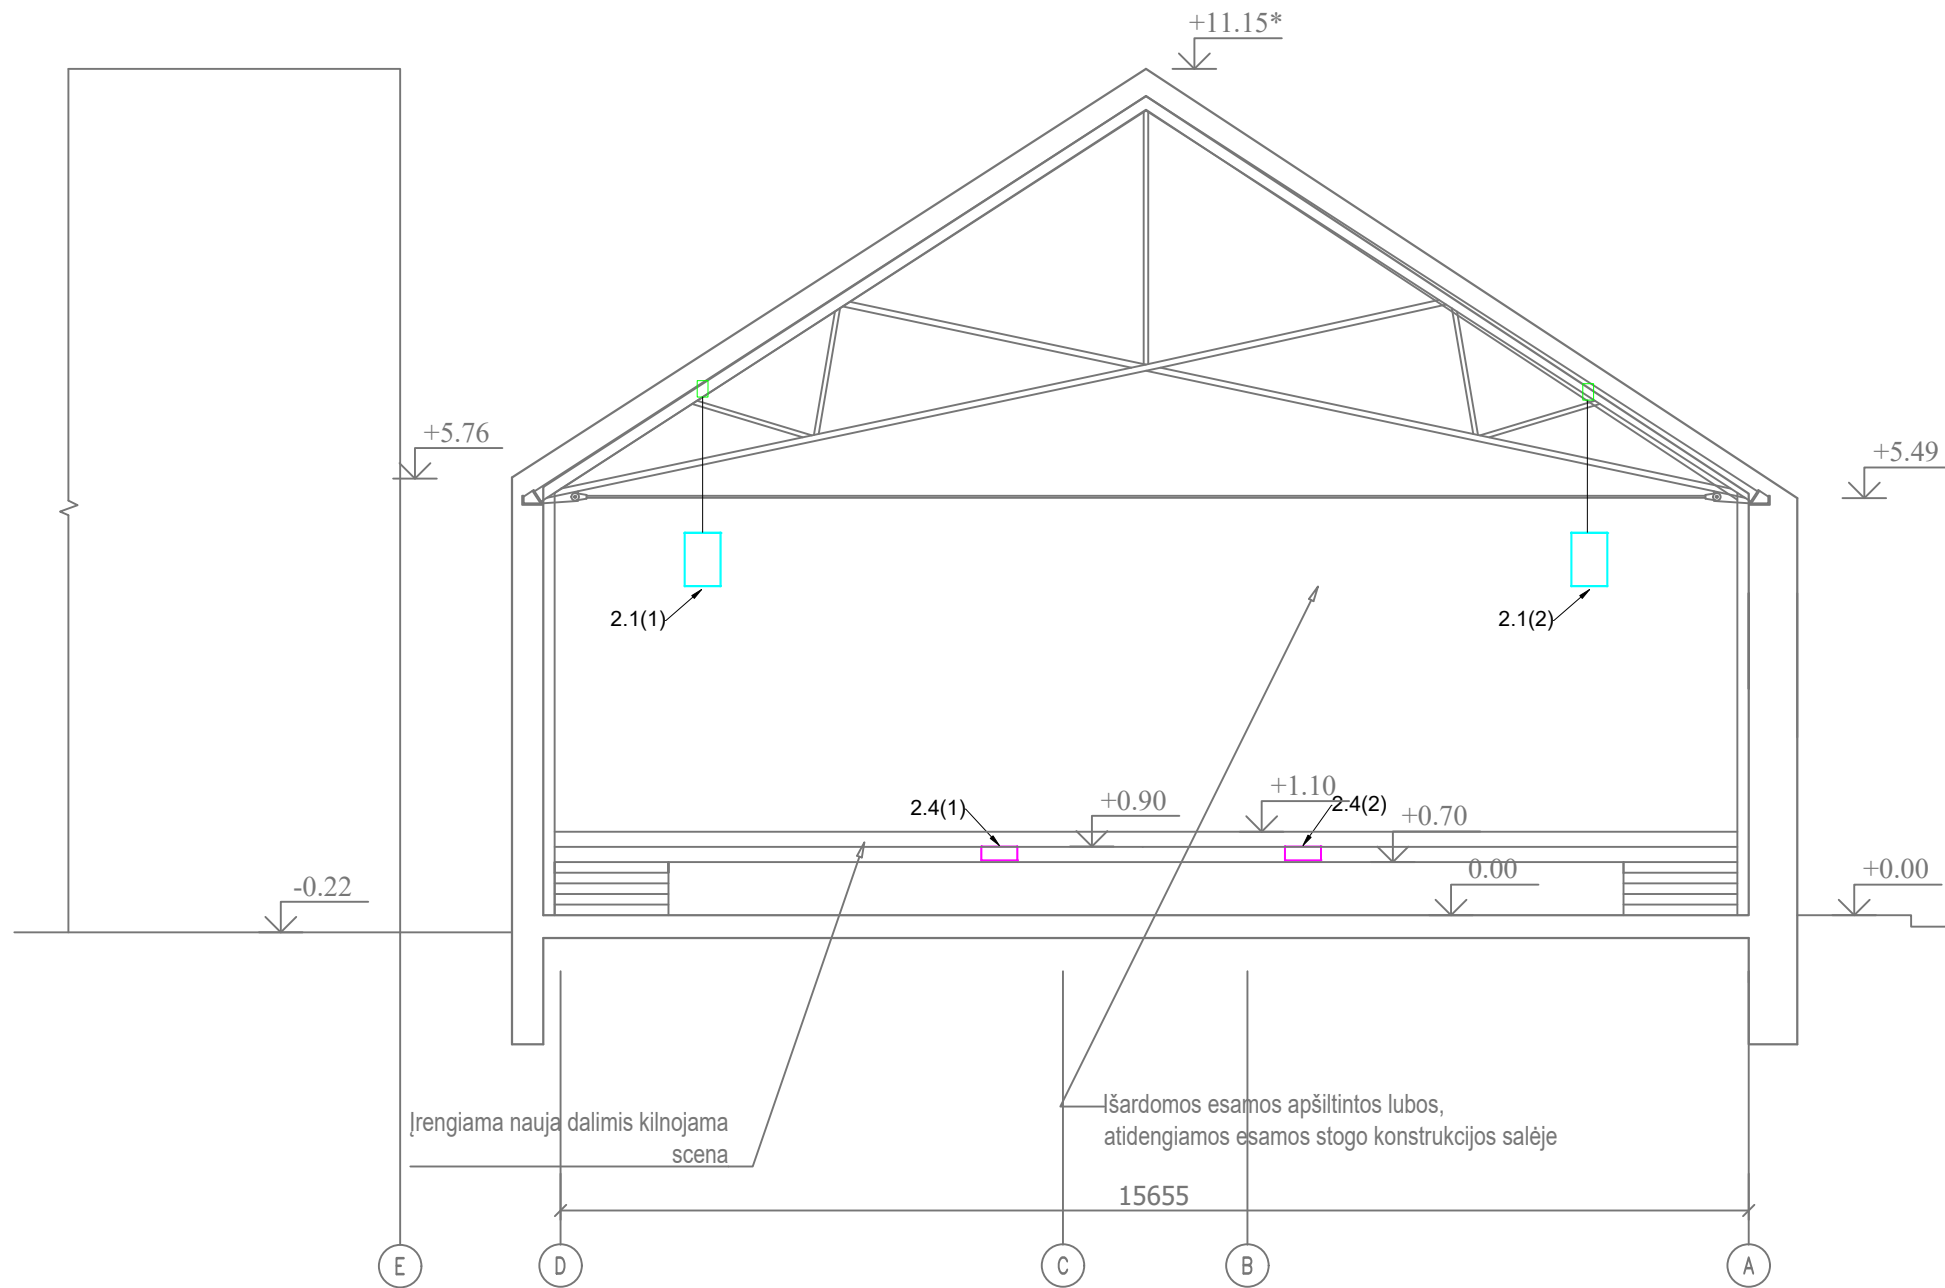 +11.15*
+5.76
+5.49
2.1(1)
2.1(2)
2.4(1)
+0.90
+1.10
2.4(2)
+0.70
-0.22
0.00
+0.00
Įrengiama nauja dalimis kilnojama
scena
Išardomos esamos apšiltintos lubos,
atidengiamos esamos stogo konstrukcijos salėje
15655
E
D
C
B
A